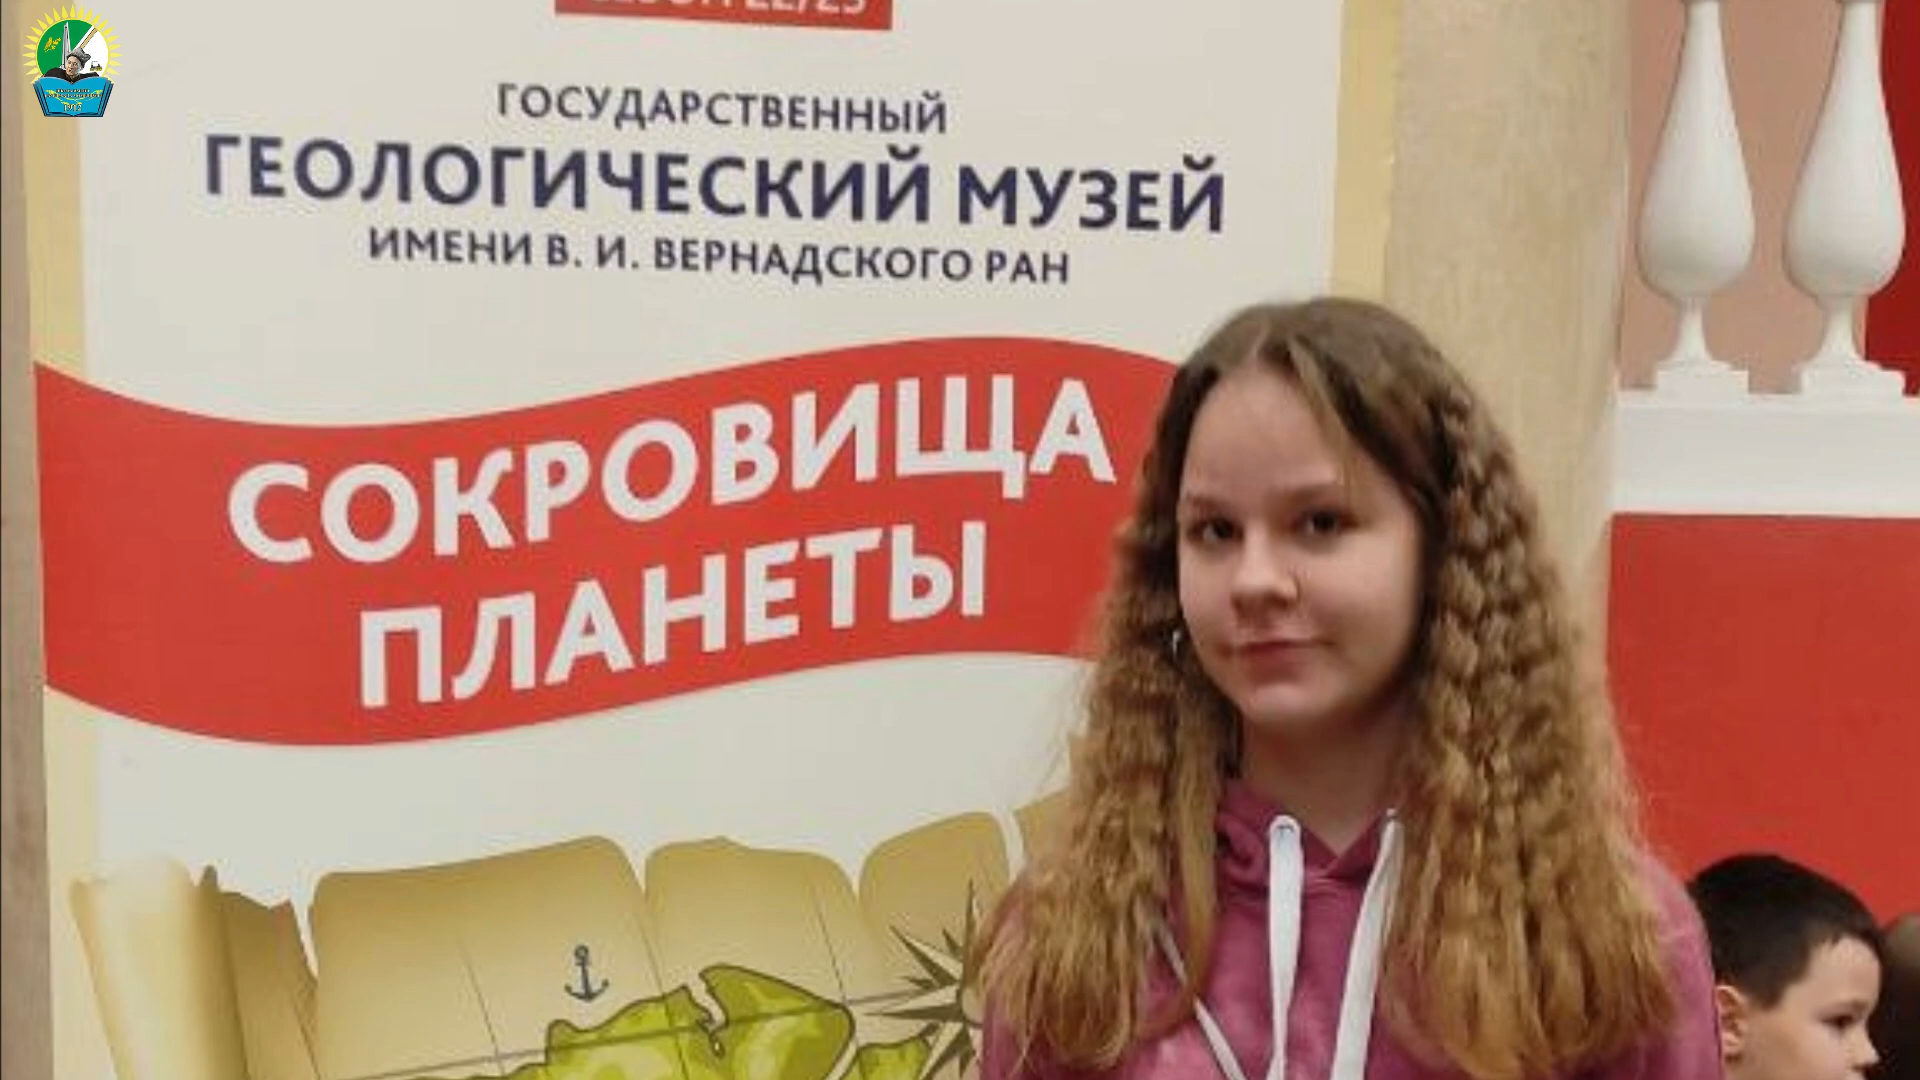 ГОСУДАРСТВЕННЫЙ
ГЕОЛОГИЧЕСКИЙ МУЗЕЙ
ИМЕНИ В. И. ВЕРНАДСКОГО РАН
СОКРОВИЩА
ПЛАНЕТЫ